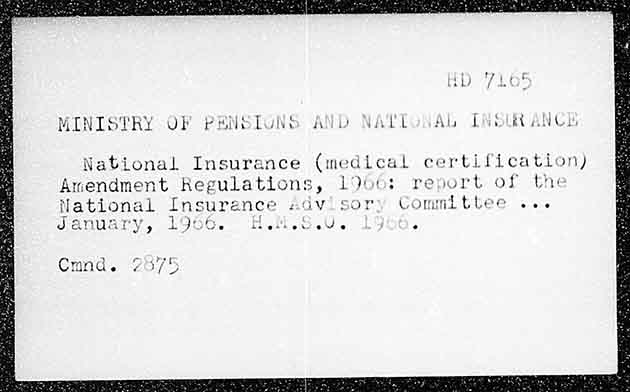 HD 7165
MINISTRY OF PENSIONS AND NATIONAL INSURANCE
National Insurance (medical certification)
Amendment Regulations, 1966: report of the
National Insurance Advisory Committee ...
January, 1966. H.M.S.O. 1966.
Cmnd. 2875